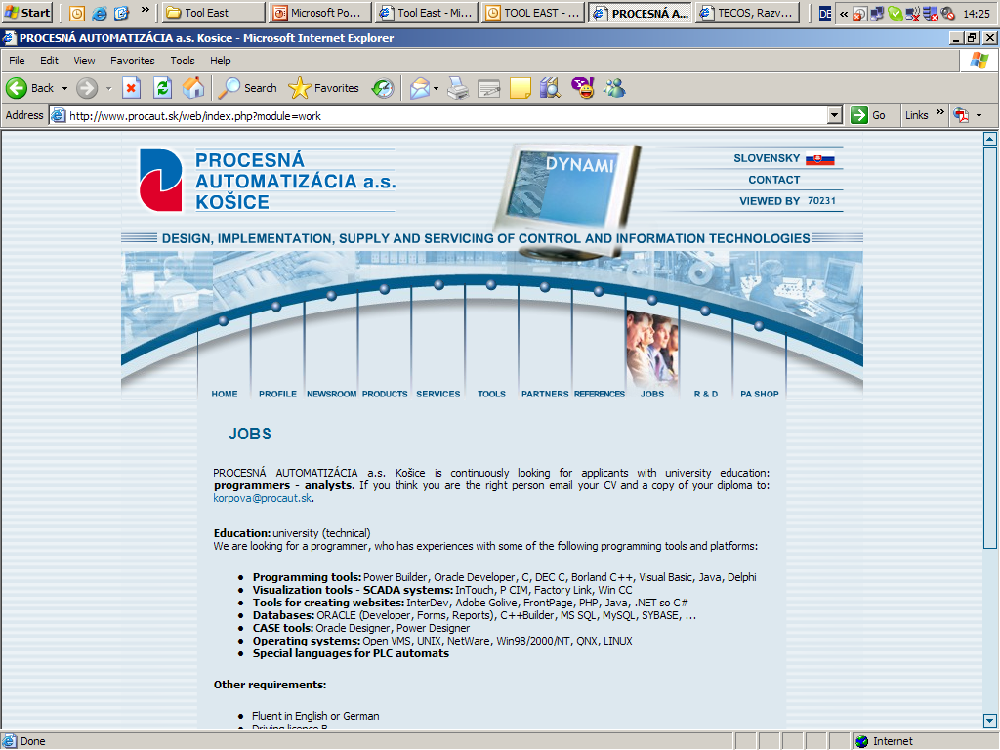 Start
»
Tool East
Microsoft Po...
Tool East - Mi...
TOOL EAST - ...
PROCESNÁ A...
TECOS, Razv...
DE
«
14:25
PROCESNÁ AUTOMATIZÁCIA a.s. Kosice - Microsoft Internet Explorer
File Edit View Favorites Tools Help
Back Search Favorites
Address http://www.procaut.sk/web/index.php?module=work Go Links »
PROCESNÁ
AUTOMATIZÁCIA a.s.
KOŠICE
DYNAMI
SLOVENSKY
CONTACT
VIEWED BY 70231
DESIGN, IMPLEMENTATION, SUPPLY AND SERVICING OF CONTROL AND INFORMATION TECHNOLOGIES
HOME PROFILE NEWSROOM PRODUCTS SERVICES TOOLS PARTNERS REFERENCES JOBS R & D PA SHOP
JOBS
PROCESNÁ AUTOMATIZÁCIA a.s. Košice is continuously looking for applicants with university education:
programmers - analysts. If you think you are the right person email your CV and a copy of your diploma to:
korpova@procaut.sk.
Education: university (technical)
We are looking for a programmer, who has experiences with some of the following programming tools and platforms:
• Programming tools: Power Builder, Oracle Developer, C, DEC C, Borland C++, Visual Basic, Java, Delphi
• Visualization tools - SCADA systems: InTouch, P CIM, Factory Link, Win CC
• Tools for creating websites: InterDev, Adobe Golive, FrontPage, PHP, Java, .NET so C#
• Databases: ORACLE (Developer, Forms, Reports), C++Builder, MS SQL, MySQL, SYBASE, ...
• CASE tools: Oracle Designer, Power Designer
• Operating systems: Open VMS, UNIX, NetWare, Win98/2000/NT, QNX, LINUX
• Special languages for PLC automats
Other requirements:
• Fluent in English or German
• Driving licence B
Done
Internet